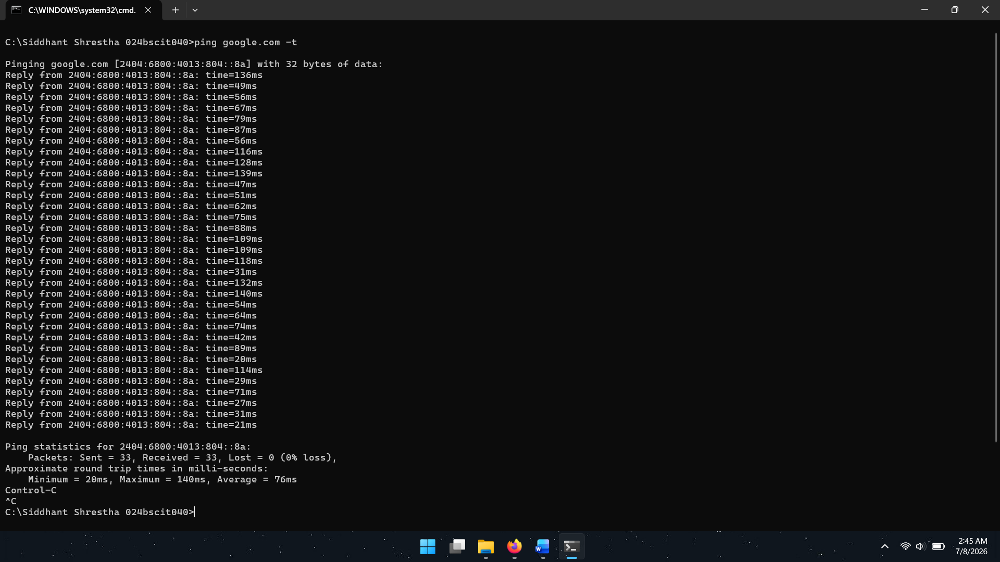 C:\WINDOWS\system32\cmd.
C:\Siddhant Shrestha 024bscit040>ping google.com -t
Pinging google.com [2404:6800:4013:804::8a] with 32 bytes of data:
Reply from 2404:6800:4013:804::8a: time=136ms
Reply from 2404:6800:4013:804::8a: time=49ms
Reply from 2404:6800:4013:804::8a: time=56ms
Reply from 2404:6800:4013:804::8a: time=67ms
Reply from 2404:6800:4013:804::8a: time=79ms
Reply from 2404:6800:4013:804::8a: time=87ms
Reply from 2404:6800:4013:804::8a: time=56ms
Reply from 2404:6800:4013:804::8a: time=116ms
Reply from 2404:6800:4013:804::8a: time=128ms
Reply from 2404:6800:4013:804::8a: time=139ms
Reply from 2404:6800:4013:804::8a: time=47ms
Reply from 2404:6800:4013:804::8a: time=51ms
Reply from 2404:6800:4013:804::8a: time=62ms
Reply from 2404:6800:4013:804::8a: time=75ms
Reply from 2404:6800:4013:804::8a: time=88ms
Reply from 2404:6800:4013:804::8a: time=109ms
Reply from 2404:6800:4013:804::8a: time=109ms
Reply from 2404:6800:4013:804::8a: time=118ms
Reply from 2404:6800:4013:804::8a: time=31ms
Reply from 2404:6800:4013:804::8a: time=132ms
Reply from 2404:6800:4013:804::8a: time=140ms
Reply from 2404:6800:4013:804::8a: time=54ms
Reply from 2404:6800:4013:804::8a: time=64ms
Reply from 2404:6800:4013:804::8a: time=74ms
Reply from 2404:6800:4013:804::8a: time=42ms
Reply from 2404:6800:4013:804::8a: time=89ms
Reply from 2404:6800:4013:804::8a: time=20ms
Reply from 2404:6800:4013:804::8a: time=114ms
Reply from 2404:6800:4013:804::8a: time=29ms
Reply from 2404:6800:4013:804::8a: time=71ms
Reply from 2404:6800:4013:804::8a: time=27ms
Reply from 2404:6800:4013:804::8a: time=31ms
Reply from 2404:6800:4013:804::8a: time=21ms
Ping statistics for 2404:6800:4013:804::8a:
    Packets: Sent = 33, Received = 33, Lost = 0 (0% loss),
Approximate round trip times in milli-seconds:
    Minimum = 20ms, Maximum = 140ms, Average = 76ms
Control-C
^C
C:\Siddhant Shrestha 024bscit040>
2:45 AM
7/8/2026